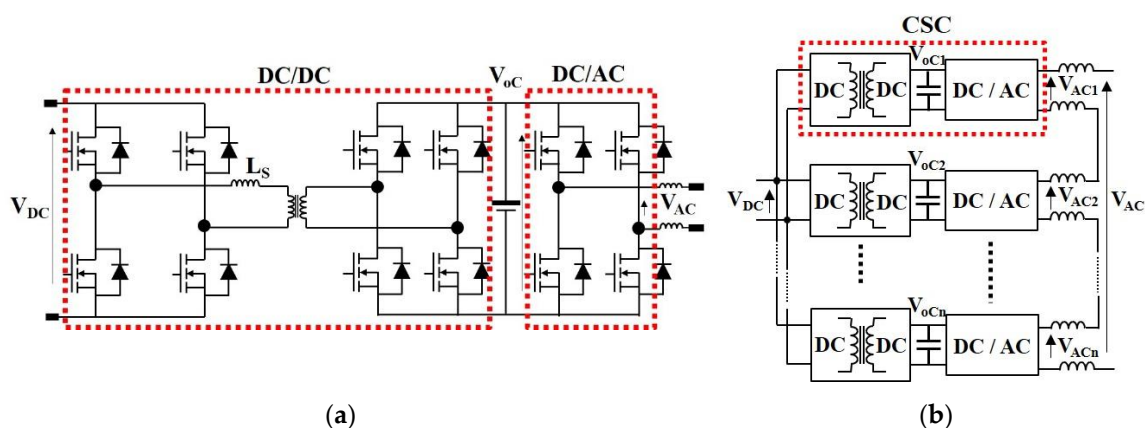 DC/DC
VoC
DC/AC
VDC
LS
VAC
(a)
CSC
VoC1
DC
DC
DC / AC
VAC1
VoC2
VDC
DC
DC
DC / AC
VAC2
VAC
VoCn
DC
DC
DC / AC
VACn
(b)